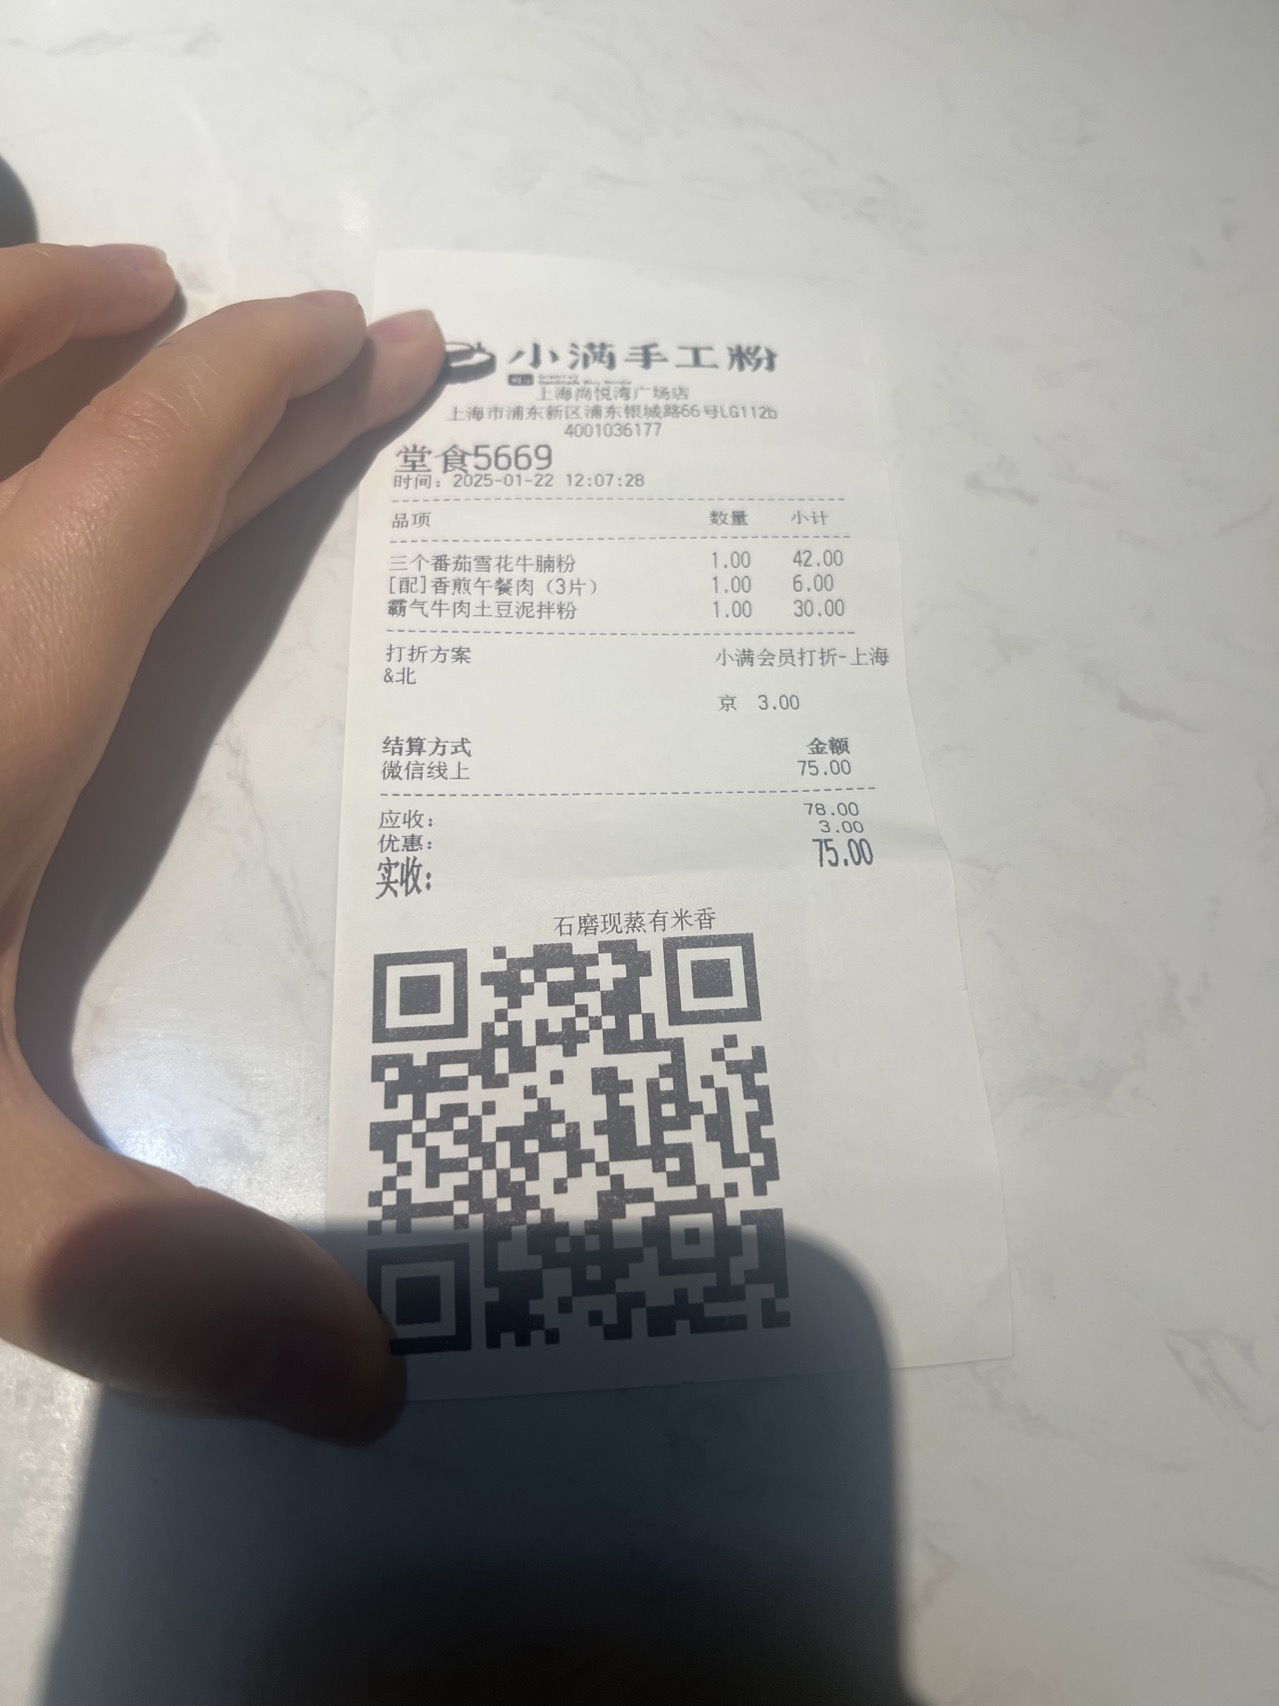 小满手工粉
上海尚悦湾广场店
上海市浦东新区浦东银城路66号LG112b
4001036177
堂食5669
时间：2025-01-22 12:07:28
品项 数量 小计
三个番茄雪花牛腩粉 1.00 42.00
[配]香煎午餐肉（3片） 1.00 6.00
霸气牛肉土豆泥拌粉 1.00 30.00
打折方案 小满会员打折-上海
&北
京 3.00
结算方式 金额
微信线上 75.00
应收： 78.00
优惠： 3.00
实收： 75.00
石磨现蒸有米香